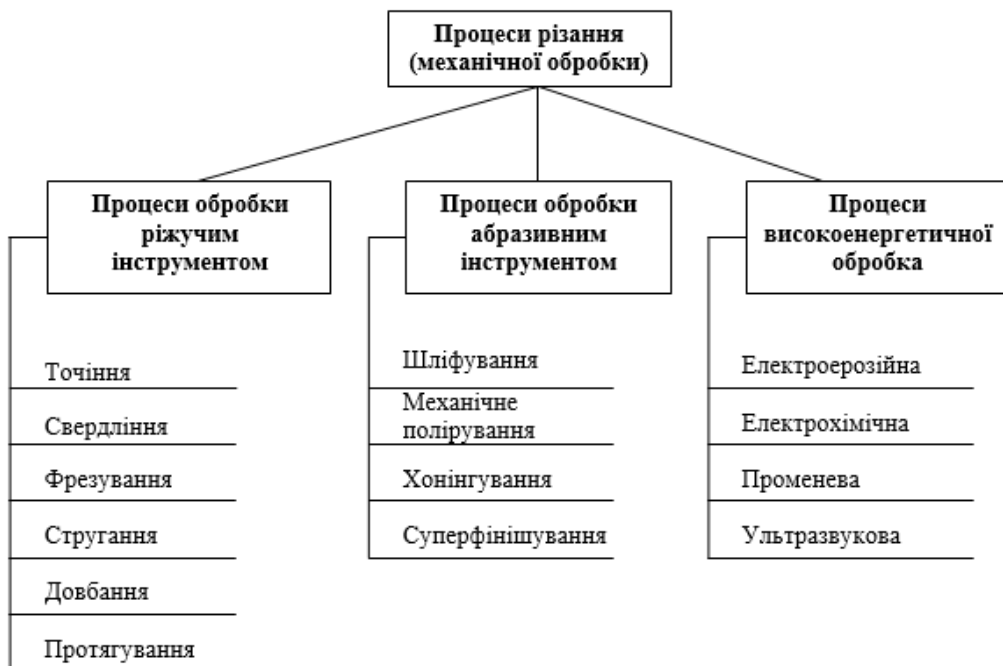 Процеси різання
(механічної обробки)
Процеси обробки
ріжучим
інструментом
Процеси обробки
абразивним
інструментом
Процеси
високоенергетичної
обробка
Точіння
Свердління
Фрезування
Стругання
Довбання
Протягування
Шліфування
Механічне
полірування
Хонінгування
Суперфінішування
Електроерозійна
Електрохімічна
Променева
Ультразвукова